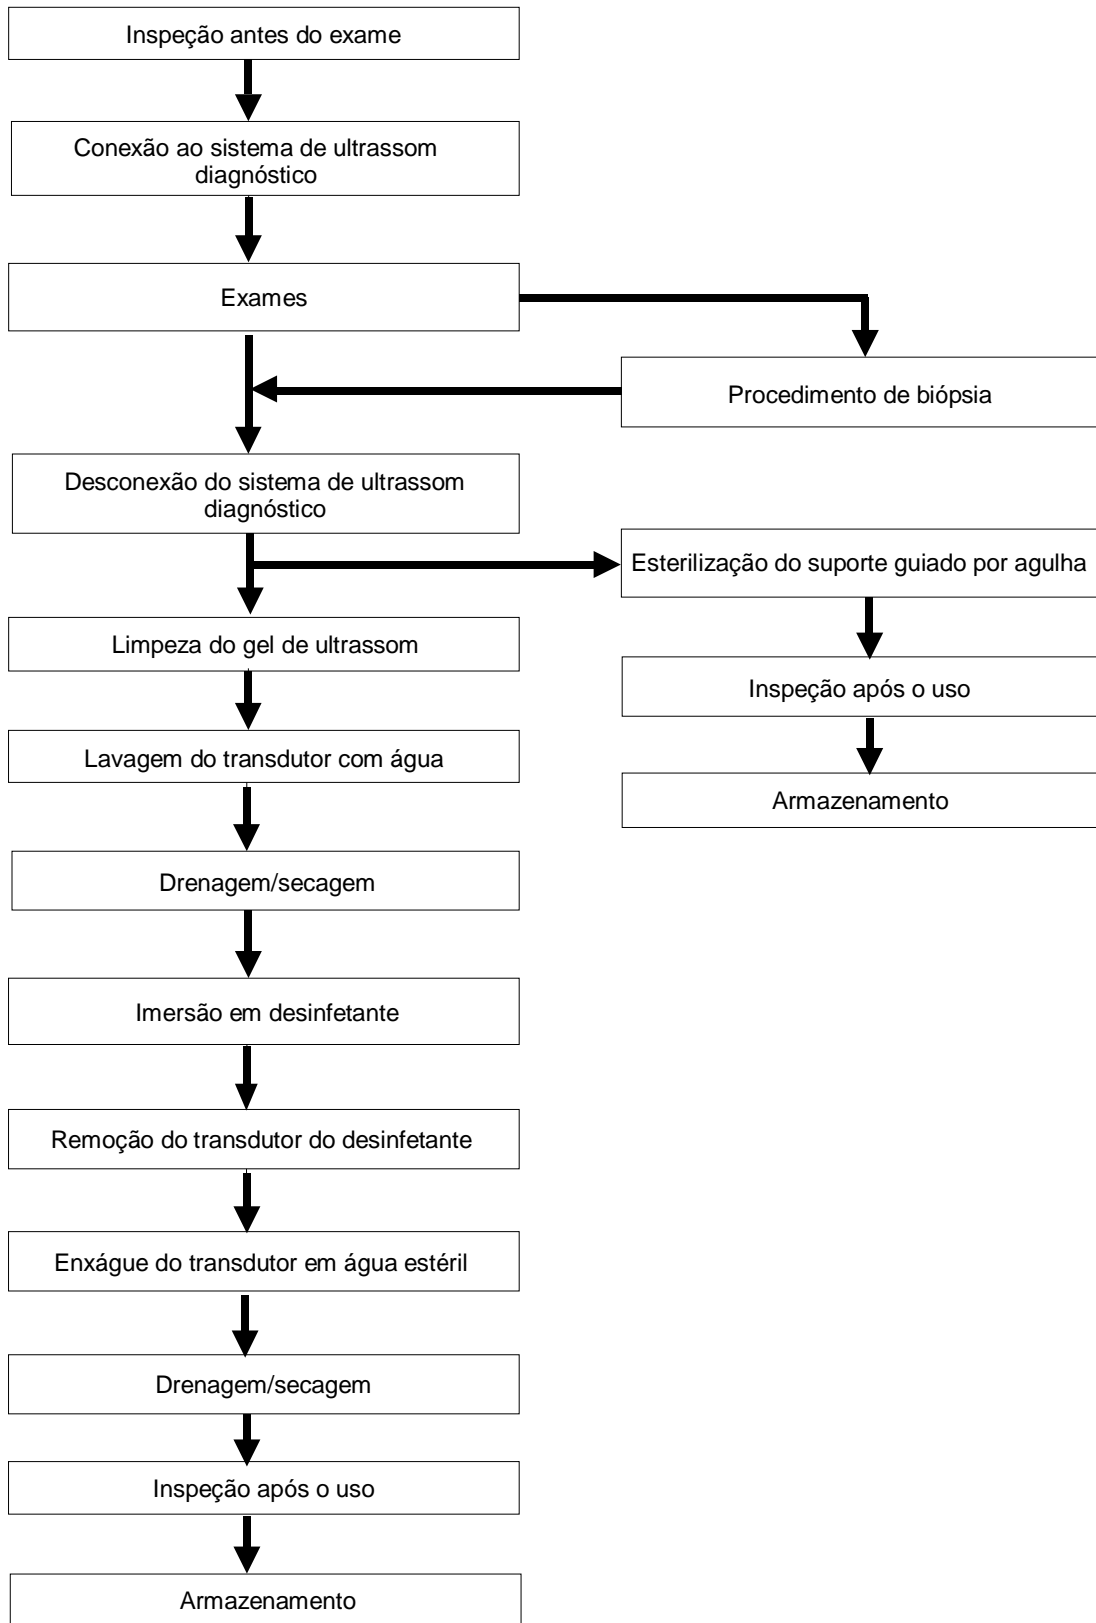 Inspeção antes do exame
Conexão ao sistema de ultrassom
diagnóstico
Exames
Procedimento de biópsia
Desconexão do sistema de ultrassom
diagnóstico
Esterilização do suporte guiado por agulha
Limpeza do gel de ultrassom
Inspeção após o uso
Lavagem do transdutor com água
Armazenamento
Drenagem/secagem
Imersão em desinfetante
Remoção do transdutor do desinfetante
Enxágue do transdutor em água estéril
Drenagem/secagem
Inspeção após o uso
Armazenamento